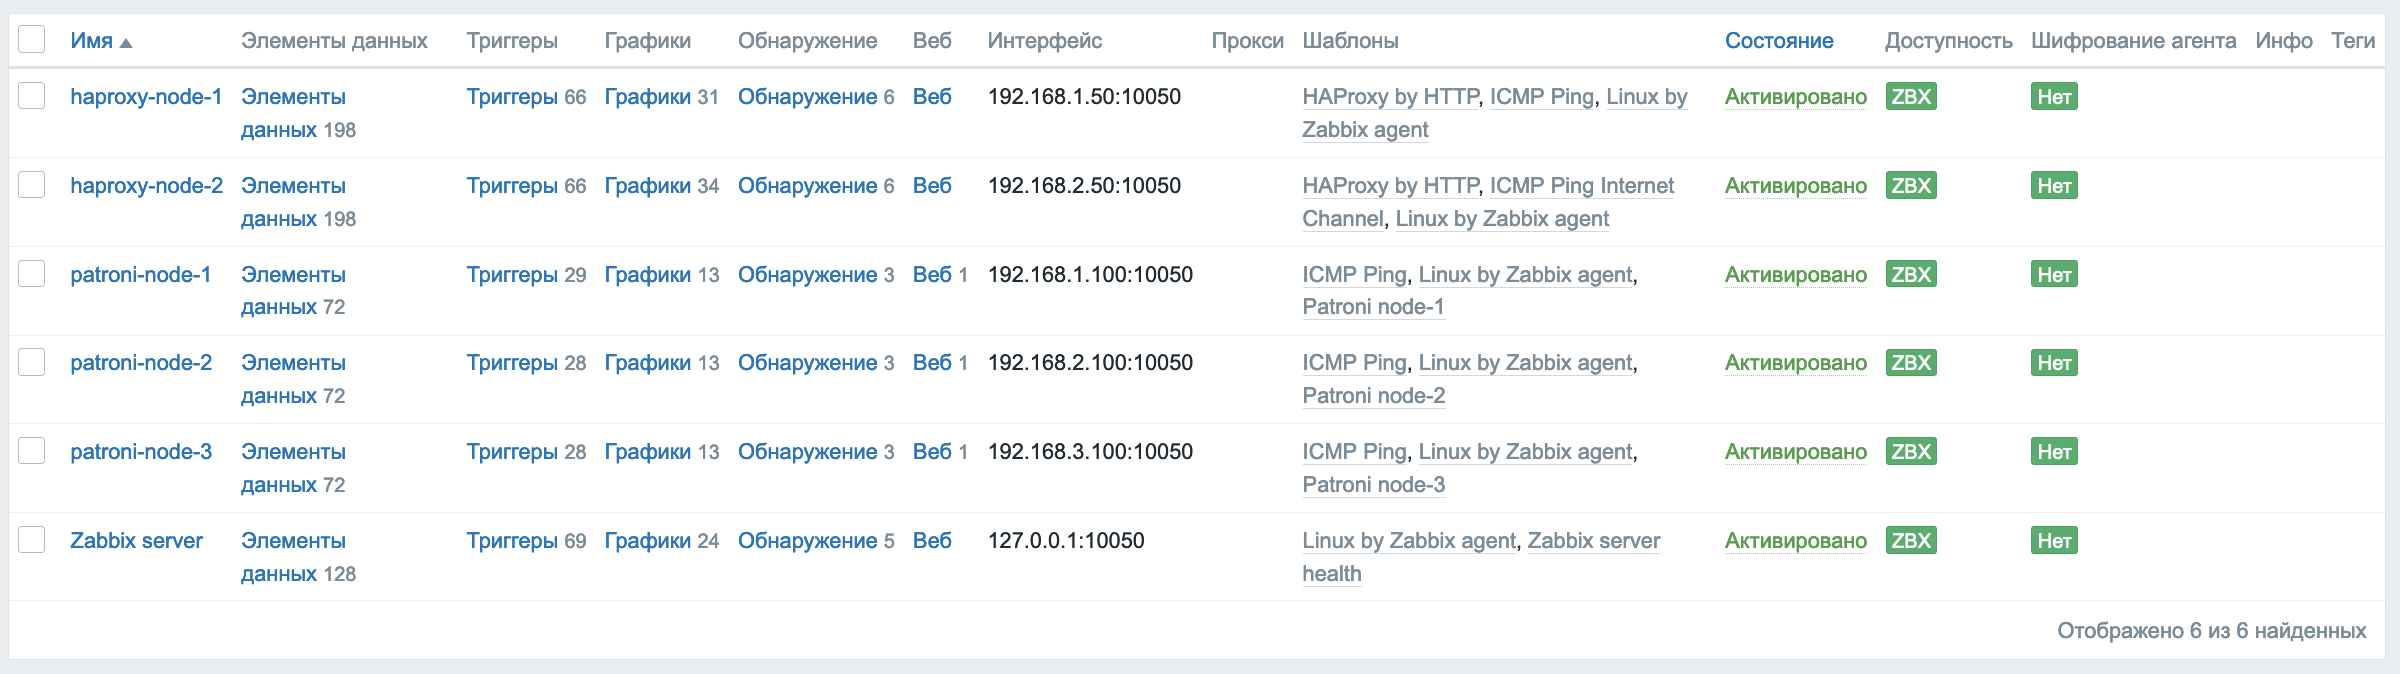 Имя Элементы данных Триггеры Графики Обнаружение Веб Интерфейс Прокси Шаблоны Состояние Доступность Шифрование агента Инфо Теги
haproxy-node-1 Элементы Триггеры 66 Графики 31 Обнаружение 6 Веб 192.168.1.50:10050 HAProxy by HTTP, ICMP Ping, Linux by Активировано ZBX Нет
данных 198 Zabbix agent
haproxy-node-2 Элементы Триггеры 66 Графики 34 Обнаружение 6 Веб 192.168.2.50:10050 HAProxy by HTTP, ICMP Ping Internet Активировано ZBX Нет
данных 198 Channel, Linux by Zabbix agent
patroni-node-1 Элементы Триггеры 29 Графики 13 Обнаружение 3 Веб 1 192.168.1.100:10050 ICMP Ping, Linux by Zabbix agent, Активировано ZBX Нет
данных 72 Patroni node-1
patroni-node-2 Элементы Триггеры 28 Графики 13 Обнаружение 3 Веб 1 192.168.2.100:10050 ICMP Ping, Linux by Zabbix agent, Активировано ZBX Нет
данных 72 Patroni node-2
patroni-node-3 Элементы Триггеры 28 Графики 13 Обнаружение 3 Веб 1 192.168.3.100:10050 ICMP Ping, Linux by Zabbix agent, Активировано ZBX Нет
данных 72 Patroni node-3
Zabbix server Элементы Триггеры 69 Графики 24 Обнаружение 5 Веб 127.0.0.1:10050 Linux by Zabbix agent, Zabbix server Активировано ZBX Нет
данных 128 health
Отображено 6 из 6 найденных